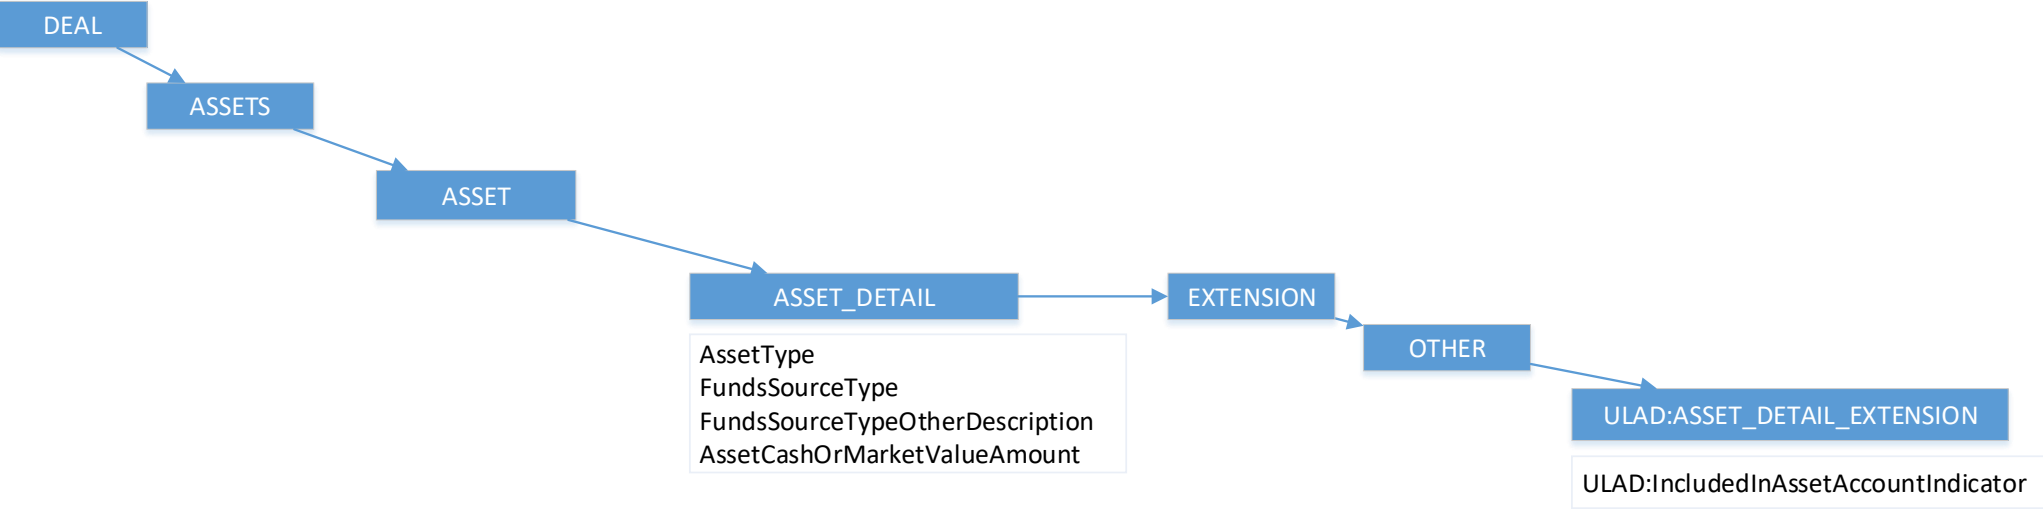 DEAL
ASSETS
ASSET
ASSET_DETAIL
EXTENSION
AssetType
FundsSourceType
FundsSourceTypeOtherDescription
AssetCashOrMarketValueAmount
OTHER
ULAD:ASSET_DETAIL_EXTENSION
ULAD:IncludedInAssetAccountIndicator